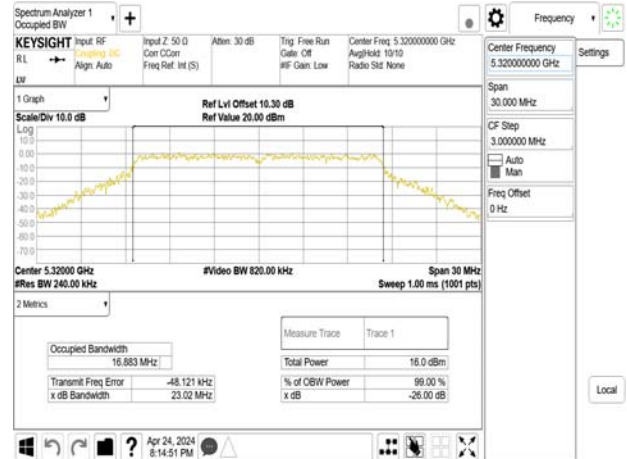 Spectrum Analyzer 1
Occupied BW
Frequency
KEYSIGHT
RL
Input: RF
Coupling: DC
Align: Auto
Input Z: 50 Ω
Corr CCorr
Freq Ref: Int (S)
Atten: 30 dB
Trig: Free Run
Gate: Off
#IF Gain: Low
Center Freq: 5.320000000 GHz
Avg|Hold: 10/10
Radio Std: None
Center Frequency
5.320000000 GHz
Settings
Span
30.000 MHz
CF Step
3.000000 MHz
Auto
Man
Freq Offset
0 Hz
Local
1 Graph
Scale/Div 10.0 dB
Ref Lvl Offset 10.30 dB
Ref Value 20.00 dBm
Log
10.0
0.00
-10.0
-20.0
-30.0
-40.0
-50.0
-60.0
-70.0
Center 5.32000 GHz
#Res BW 240.00 kHz
#Video BW 820.00 kHz
Span 30 MHz
Sweep 1.00 ms (1001 pts)
2 Metrics
Measure Trace Trace 1
Occupied Bandwidth
16.883 MHz
Total Power 16.0 dBm
Transmit Freq Error -48.121 kHz
% of OBW Power 99.00 %
x dB Bandwidth 23.02 MHz
x dB -26.00 dB
?
Apr 24, 2024
8:14:51 PM